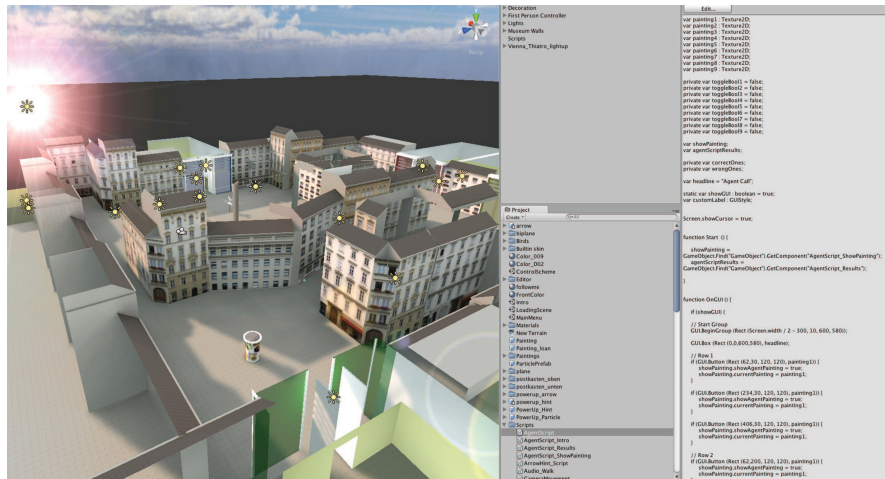 Persp
Decoration
First Person Controller
Lights
Museum Walls
Scripts
Vienna_Thiatro_lightup
Project
Create
arrow
biplane
Birds
Builtin skin
Color_009
Color_D02
ControlScheme
Editor
followme
FrontColor
Intro
LoadingScene
MainMenu
Materials
New Terrain
Painting
Painting_loan
Paintings
ParticlePrefab
plane
postkasten_oben
postkasten_unten
powerup_arrow
powerup_hint
PowerUp_Hint
PowerUp_Particle
Scripts
AgentScript
AgentScript_Intro
AgentScript_Results
AgentScript_ShowPainting
ArrowHint_Script
Audio_Walk
CameraMovement
Edit...
var painting1 : Texture2D;
var painting2 : Texture2D;
var painting3 : Texture2D;
var painting4 : Texture2D;
var painting5 : Texture2D;
var painting6 : Texture2D;
var painting7 : Texture2D;
var painting8 : Texture2D;
var painting9 : Texture2D;
private var toggleBool1 = false;
private var toggleBool2 = false;
private var toggleBool3 = false;
private var toggleBool4 = false;
private var toggleBool5 = false;
private var toggleBool6 = false;
private var toggleBool7 = false;
private var toggleBool8 = false;
private var toggleBool9 = false;
var showPainting;
var agentScriptResults;
private var correctOnes;
private var wrongOnes;
var headline = "Agent Call";
static var showGUI : boolean = true;
var customLabel : GUIStyle;
Screen.showCursor = true;
function Start () {
showPainting =
GameObject.Find("GameObject").GetComponent("AgentScript_ShowPainting");
agentScriptResults =
GameObject.Find("GameObject").GetComponent("AgentScript_Results");
}
function OnGUI () {
if (showGUI) {
// Start Group
GUI.BeginGroup (Rect (Screen.width / 2 - 300, 10, 600, 580));
GUI.Box (Rect (0,0,600,580), headline);
// Row 1
if (GUI.Button (Rect (62,30, 120, 120), painting1)) {
showPainting.showAgentPainting = true;
showPainting.currentPainting = painting1;
}
if (GUI.Button (Rect (234,30, 120, 120), painting1)) {
showPainting.showAgentPainting = true;
showPainting.currentPainting = painting1;
}
if (GUI.Button (Rect (406,30, 120, 120), painting1)) {
showPainting.showAgentPainting = true;
showPainting.currentPainting = painting1;
}
// Row 2
if (GUI.Button (Rect (62,200, 120, 120), painting1)) {
showPainting.showAgentPainting = true;
showPainting.currentPainting = painting1;